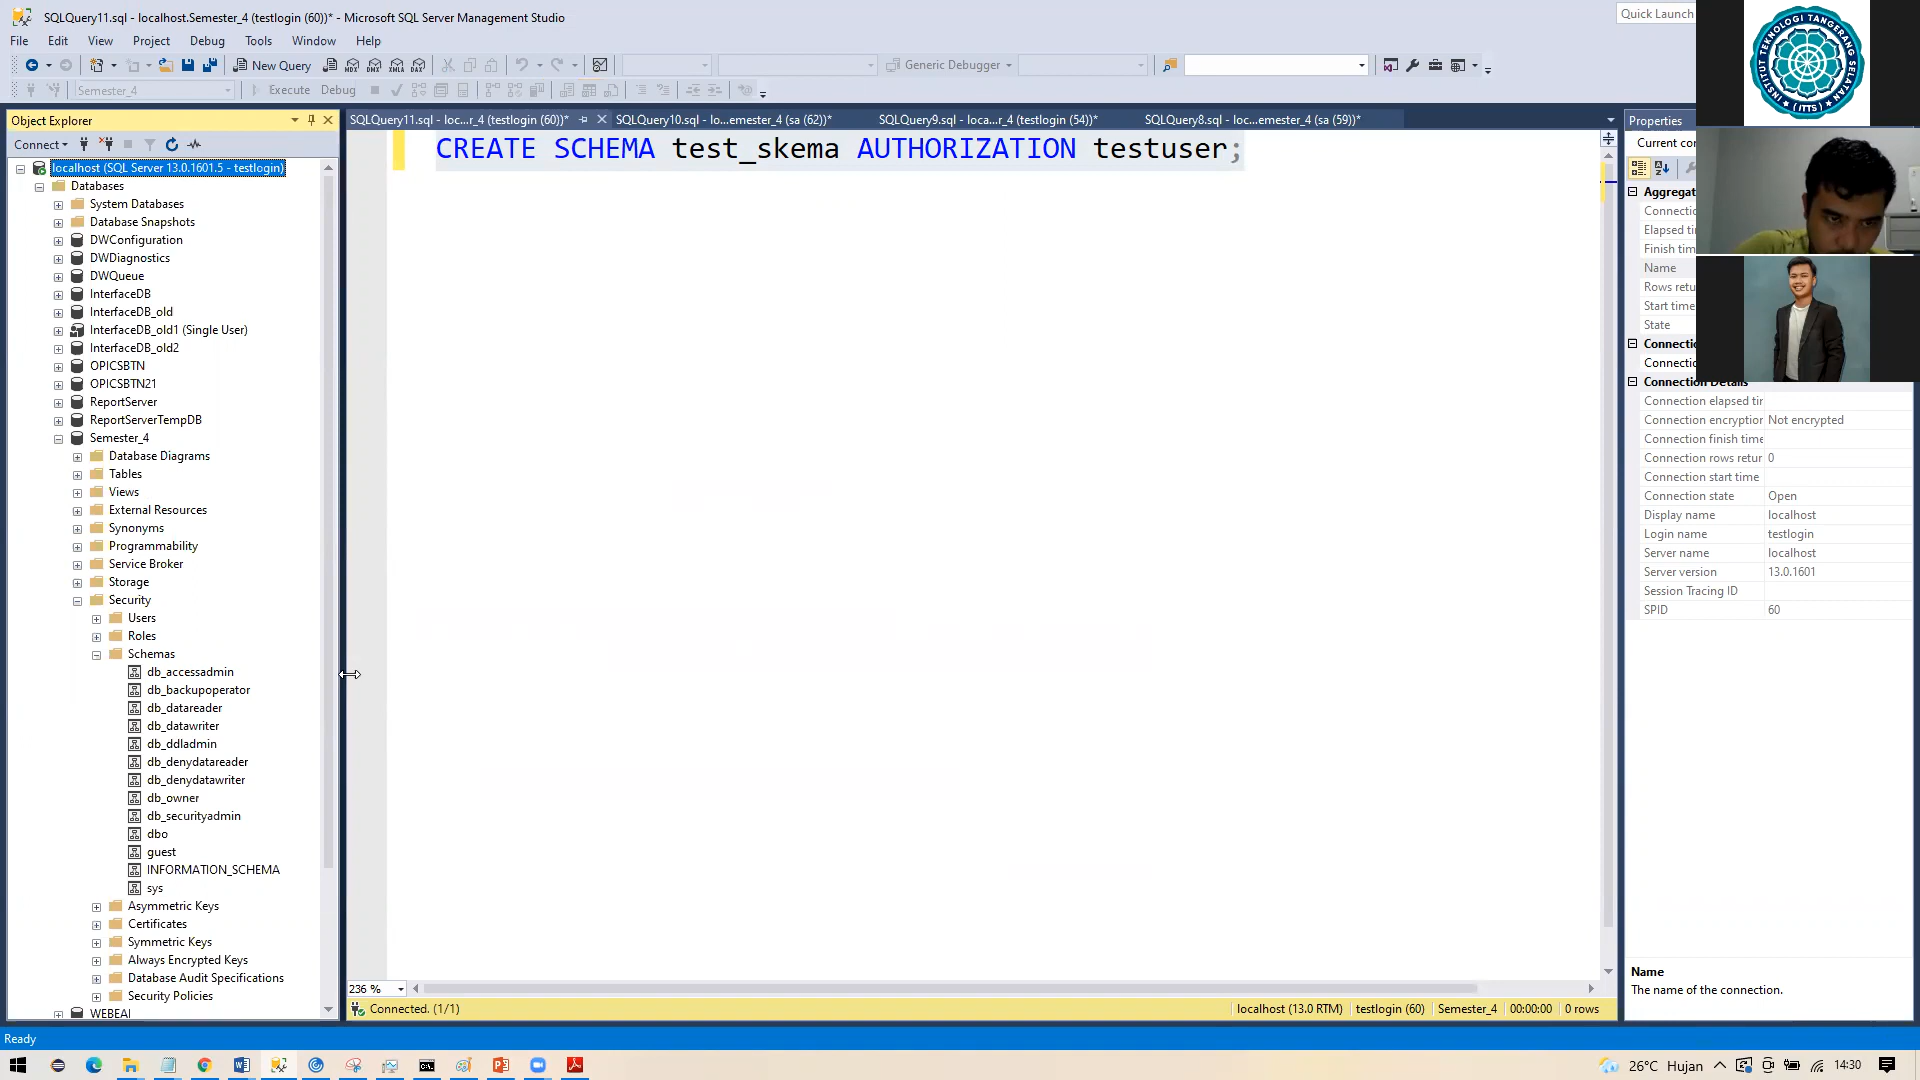 SQLQuery11.sql - localhost.Semester_4 (testlogin (60))* - Microsoft SQL Server Management Studio
Quick Launch
File Edit View Project Debug Tools Window Help
New Query
Generic Debugger
Semester_4
Execute Debug
Object Explorer
SQLQuery11.sql - loc...r_4 (testlogin (60))*
SQLQuery10.sql - lo...emester_4 (sa (62))*
SQLQuery9.sql - loca...r_4 (testlogin (54))*
SQLQuery8.sql - loc...emester_4 (sa (59))*
Properties
Connect
Current cor
CREATE SCHEMA test_skema AUTHORIZATION testuser;
localhost (SQL Server 13.0.1601.5 - testlogin)
Databases
System Databases
Database Snapshots
DWConfiguration
DWDiagnostics
DWQueue
InterfaceDB
InterfaceDB_old
InterfaceDB_old1 (Single User)
InterfaceDB_old2
OPICSBTN
OPICSBTN21
ReportServer
ReportServerTempDB
Semester_4
Database Diagrams
Tables
Views
External Resources
Synonyms
Programmability
Service Broker
Storage
Security
Users
Roles
Schemas
db_accessadmin
db_backupoperator
db_datareader
db_datawriter
db_ddladmin
db_denydatareader
db_denydatawriter
db_owner
db_securityadmin
dbo
guest
INFORMATION_SCHEMA
sys
Asymmetric Keys
Certificates
Symmetric Keys
Always Encrypted Keys
Database Audit Specifications
Security Policies
WEBEAI
INSTITUT TEKNOLOGI TANGERANG SELATAN
(ITTS)
Aggregat
Connectic
Elapsed tir
Finish tim
Name
Rows retu
Start time
State
Connectio
Connectic
Connection Details
Connection elapsed tir
Connection encryption Not encrypted
Connection finish time
Connection rows retur 0
Connection start time
Connection state Open
Display name localhost
Login name testlogin
Server name localhost
Server version 13.0.1601
Session Tracing ID
SPID 60
Name
The name of the connection.
236 %
Connected. (1/1)
localhost (13.0 RTM) testlogin (60) Semester_4 00:00:00 0 rows
Ready
26°C Hujan
14:30